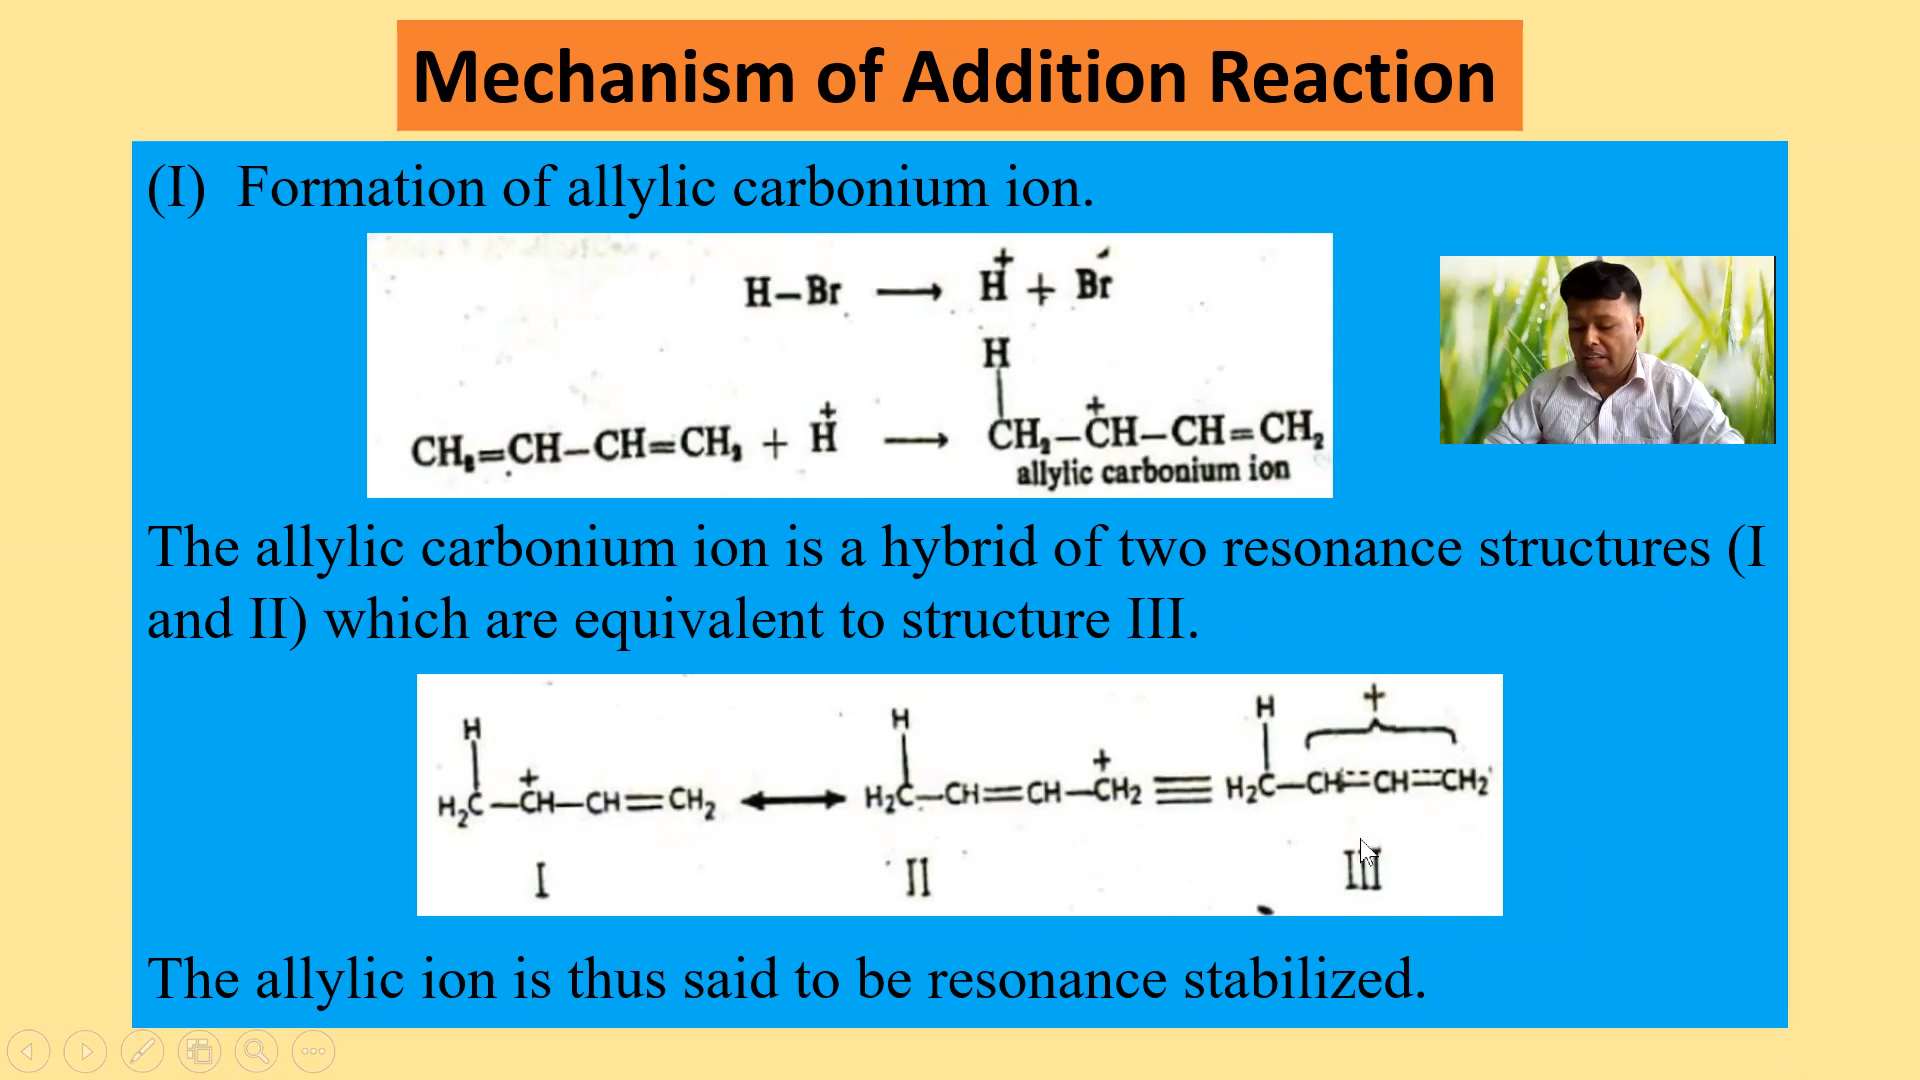 Mechanism of Addition Reaction
(I) Formation of allylic carbonium ion.
H–Br ⟶ H⁺ + Br⁻
H
CH₂=CH–CH=CH₂ + H⁺ ⟶ CH₂–C⁺H–CH=CH₂
allylic carbonium ion
The allylic carbonium ion is a hybrid of two resonance structures (I
and II) which are equivalent to structure III.
H H H +
H₂C–C⁺H–CH=CH₂ ⟷ H₂C–CH=CH–C⁺H₂ ≡ H₂C–CH==CH==CH₂
I II III
The allylic ion is thus said to be resonance stabilized.